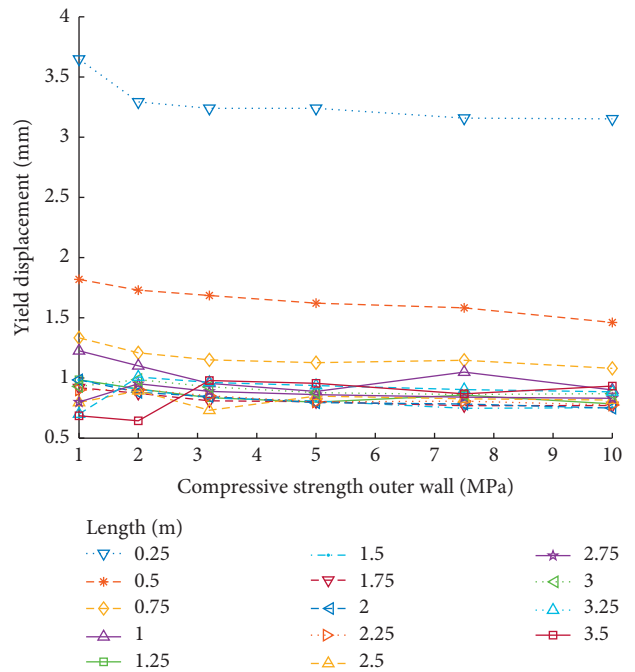 4
3.5
3
2.5
2
1.5
1
0.5
Yield displacement (mm)
1 2 3 4 5 6 7 8 9 10
Compressive strength outer wall (MPa)
Length (m)
0.25 1.5 2.75
0.5 1.75 3
0.75 2 3.25
1 2.25 3.5
1.25 2.5